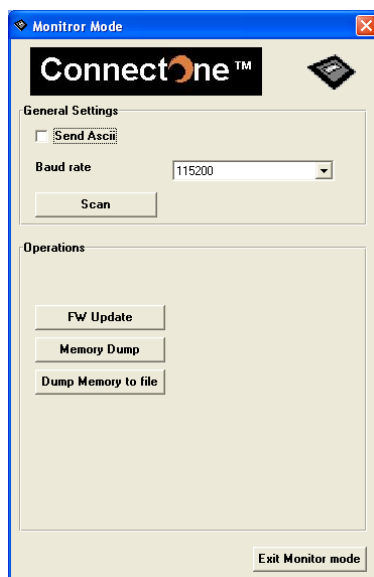 Monitror Mode
ConnectOne™
General Settings
Send Ascii
Baud rate
115200
Scan
Operations
FW Update
Memory Dump
Dump Memory to file
Exit Monitor mode